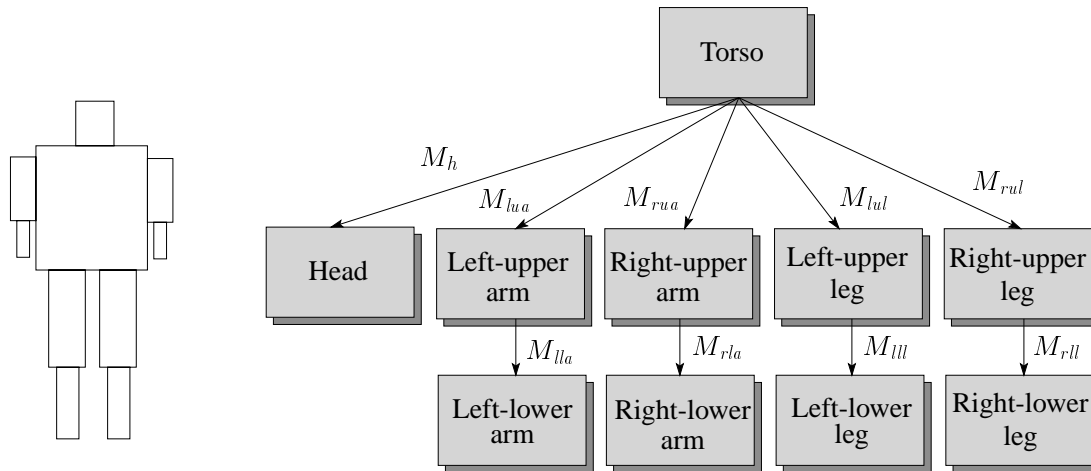 Torso
M_h
M_lua
M_rua
M_lul
M_rul
Head
Left-upper
arm
Right-upper
arm
Left-upper
leg
Right-upper
leg
M_lla
M_rla
M_lll
M_rll
Left-lower
arm
Right-lower
arm
Left-lower
leg
Right-lower
leg